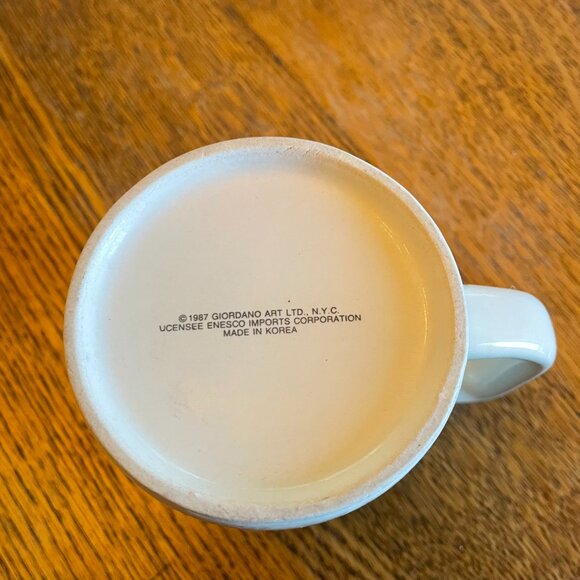 ©1987 GIORDANO ART LTD., N.Y.C.
UCENSEE ENESCO IMPORTS CORPORATION
MADE IN KOREA